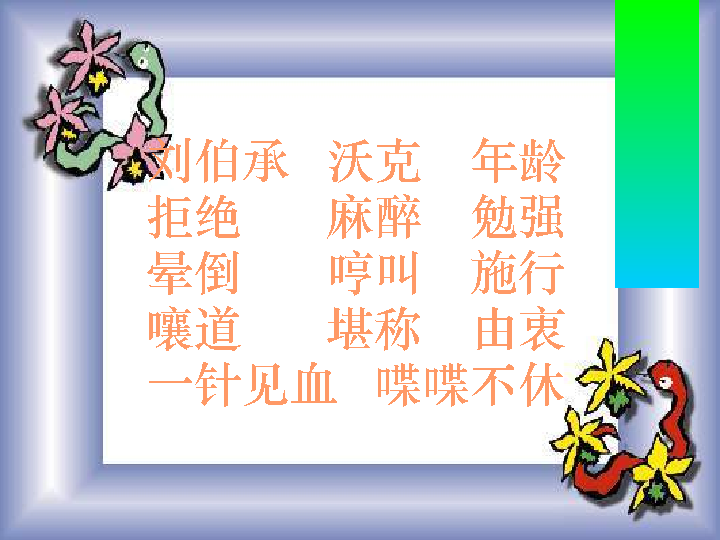 刘伯承 沃克 年龄
拒绝 麻醉 勉强
晕倒 哼叫 施行
嚷道 堪称 由衷
一针见血 喋喋不休